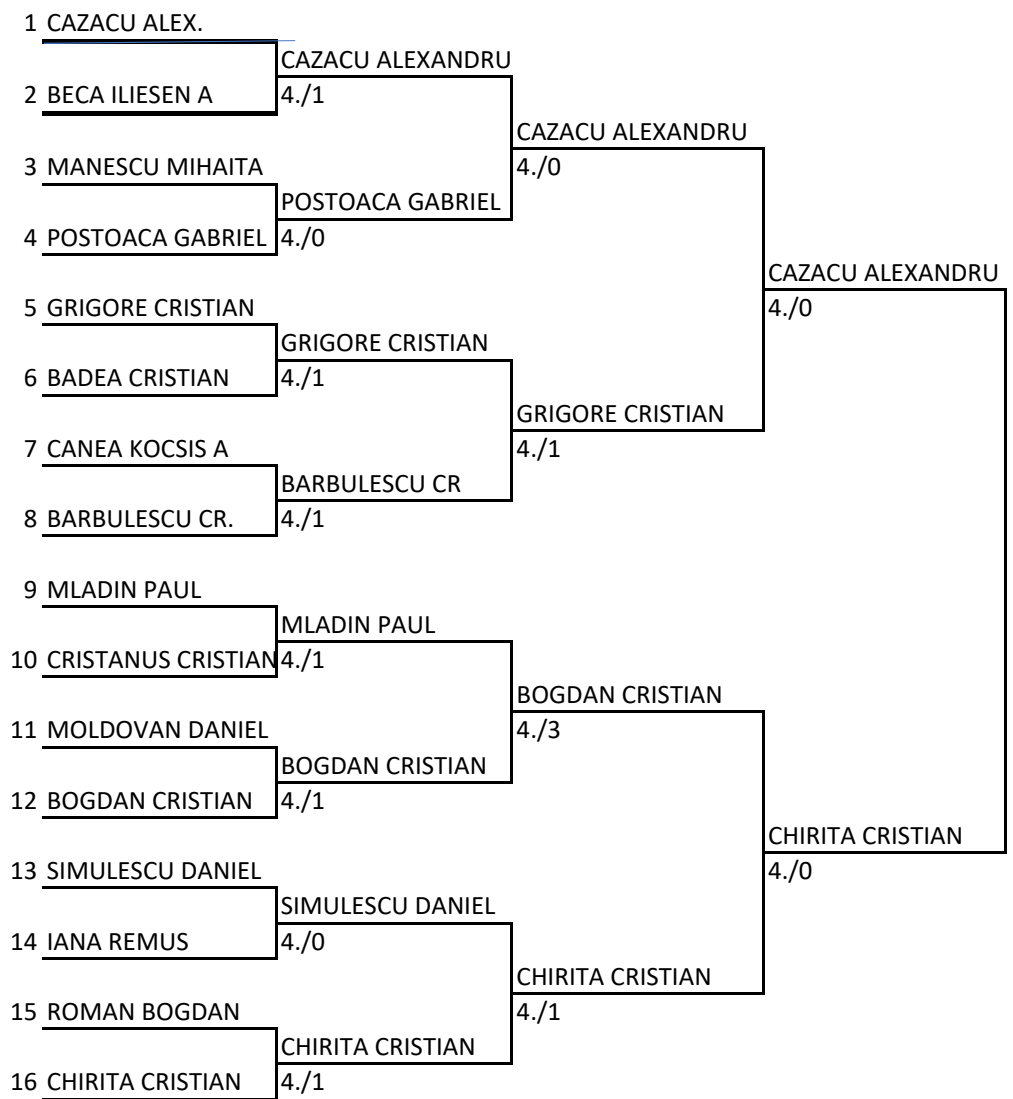 1 CAZACU ALEX.
CAZACU ALEXANDRU
2 BECA ILIESEN A
4./1
CAZACU ALEXANDRU
3 MANESCU MIHAITA
4./0
POSTOACA GABRIEL
4 POSTOACA GABRIEL
4./0
CAZACU ALEXANDRU
5 GRIGORE CRISTIAN
4./0
GRIGORE CRISTIAN
6 BADEA CRISTIAN
4./1
GRIGORE CRISTIAN
7 CANEA KOCSIS A
4./1
BARBULESCU CR
8 BARBULESCU CR.
4./1
9 MLADIN PAUL
MLADIN PAUL
10 CRISTANUS CRISTIAN
4./1
BOGDAN CRISTIAN
11 MOLDOVAN DANIEL
4./3
BOGDAN CRISTIAN
12 BOGDAN CRISTIAN
4./1
CHIRITA CRISTIAN
13 SIMULESCU DANIEL
4./0
SIMULESCU DANIEL
14 IANA REMUS
4./0
CHIRITA CRISTIAN
15 ROMAN BOGDAN
4./1
CHIRITA CRISTIAN
16 CHIRITA CRISTIAN
4./1